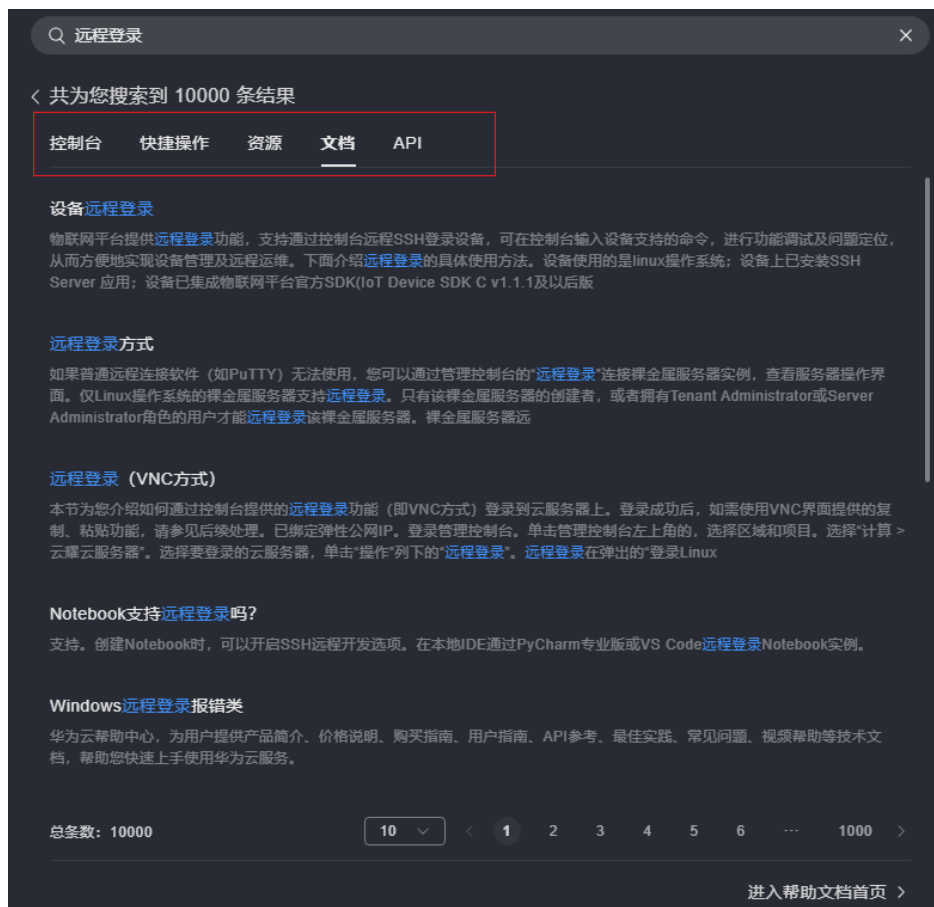 远程登录
共为您搜索到 10000 条结果
控制台 快捷操作 资源 文档 API
设备远程登录
物联网平台提供远程登录功能，支持通过控制台远程SSH登录设备，可在控制台输入设备支持的命令，进行功能调试及问题定位，
从而方便地实现设备管理及远程运维。下面介绍远程登录的具体使用方法。设备使用的是linux操作系统；设备上已安装SSH
Server 应用；设备已集成物联网平台官方SDK(IoT Device SDK C v1.1.1及以后版
远程登录方式
如果普通远程连接软件（如PuTTY）无法使用，您可以通过管理控制台的“远程登录”连接裸金属服务器实例，查看服务器操作界
面。仅Linux操作系统的裸金属服务器支持远程登录。只有该裸金属服务器的创建者，或者拥有Tenant Administrator或Server
Administrator角色的用户才能远程登录该裸金属服务器。裸金属服务器远
远程登录（VNC方式）
本节为您介绍如何通过控制台提供的远程登录功能（即VNC方式）登录到云服务器上。登录成功后，如需使用VNC界面提供的复
制、粘贴功能，请参见后续处理。已绑定弹性公网IP。登录管理控制台。单击管理控制台左上角的，选择区域和项目。选择“计算 >
云耀云服务器”。选择要登录的云服务器，单击“操作”列下的“远程登录”。远程登录在弹出的“登录Linux
Notebook支持远程登录吗？
支持。创建Notebook时，可以开启SSH远程开发选项。在本地IDE通过PyCharm专业版或VS Code远程登录Notebook实例。
Windows远程登录报错类
华为云帮助中心，为用户提供产品简介、价格说明、购买指南、用户指南、API参考、最佳实践、常见问题、视频帮助等技术文
档，帮助您快速上手使用华为云服务。
总条数：10000 10 1 2 3 4 5 6 ··· 1000
进入帮助文档首页